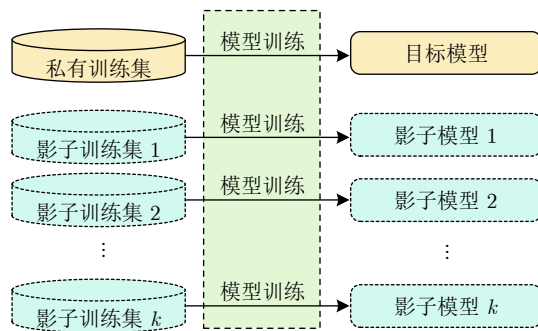 私有训练集 模型训练 目标模型
影子训练集 1 模型训练 影子模型 1
影子训练集 2 模型训练 影子模型 2
⋮ ⋮
影子训练集 k 模型训练 影子模型 k